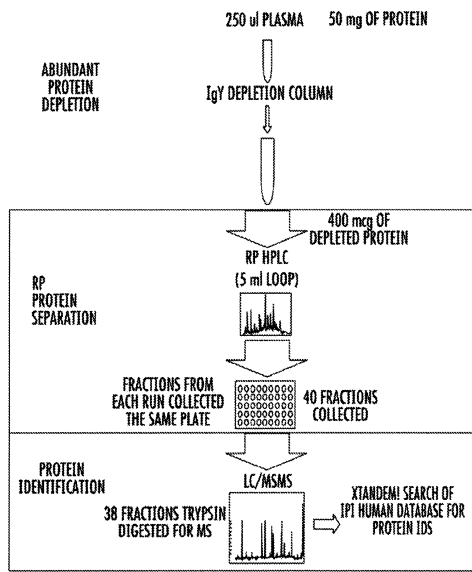 250 ul PLASMA 50 mg OF PROTEIN
ABUNDANT
PROTEIN
DEPLETION
IgY DEPLETION COLUMN
400 mcg OF
DEPLETED PROTEIN
RP HPLC
(5 ml LOOP)
RP
PROTEIN
SEPARATION
FRACTIONS FROM
EACH RUN COLLECTED
THE SAME PLATE
40 FRACTIONS
COLLECTED
PROTEIN
IDENTIFICATION
LC/MSMS
38 FRACTIONS TRYPSIN
DIGESTED FOR MS
XTANDEM! SEARCH OF
IPI HUMAN DATABASE FOR
PROTEIN IDS